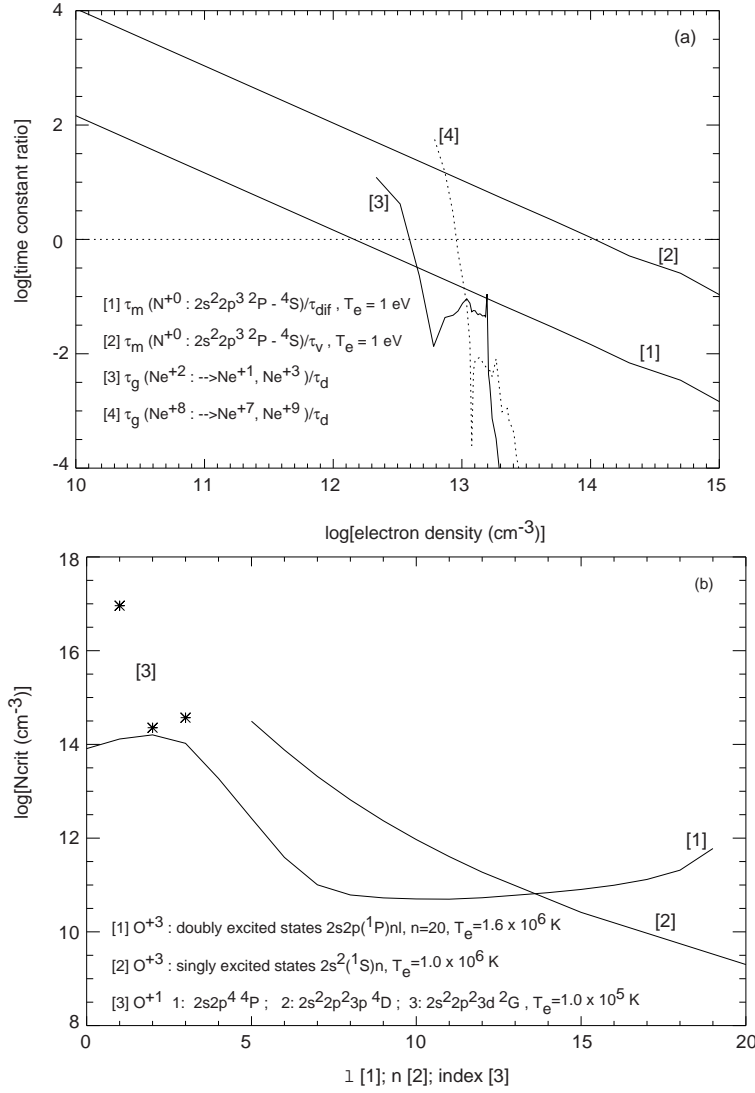 4
(a)
[4]
2
[3]
log[time constant ratio]
0
[2]
[1] τm (N+0 : 2s22p3 2P - 4S)/τdif , Te = 1 eV
[2] τm (N+0 : 2s22p3 2P - 4S)/τv , Te = 1 eV
[1]
-2
[3] τg (Ne+2 : -->Ne+1, Ne+3 )/τd
[4] τg (Ne+8 : -->Ne+7, Ne+9 )/τd
-4
10 11 12 13 14 15
log[electron density (cm-3)]
18
(b)
16
[3]
log[Ncrit (cm-3)]
14
12
[1]
[1] O+3 : doubly excited states 2s2p(1P)nl, n=20, Te=1.6 x 106 K
[2]
10
[2] O+3 : singly excited states 2s2(1S)n, Te=1.0 x 106 K
[3] O+1 1: 2s2p4 4P ; 2: 2s22p23p 4D ; 3: 2s22p23d 2G , Te=1.0 x 105 K
8
0 5 10 15 20
l [1]; n [2]; index [3]